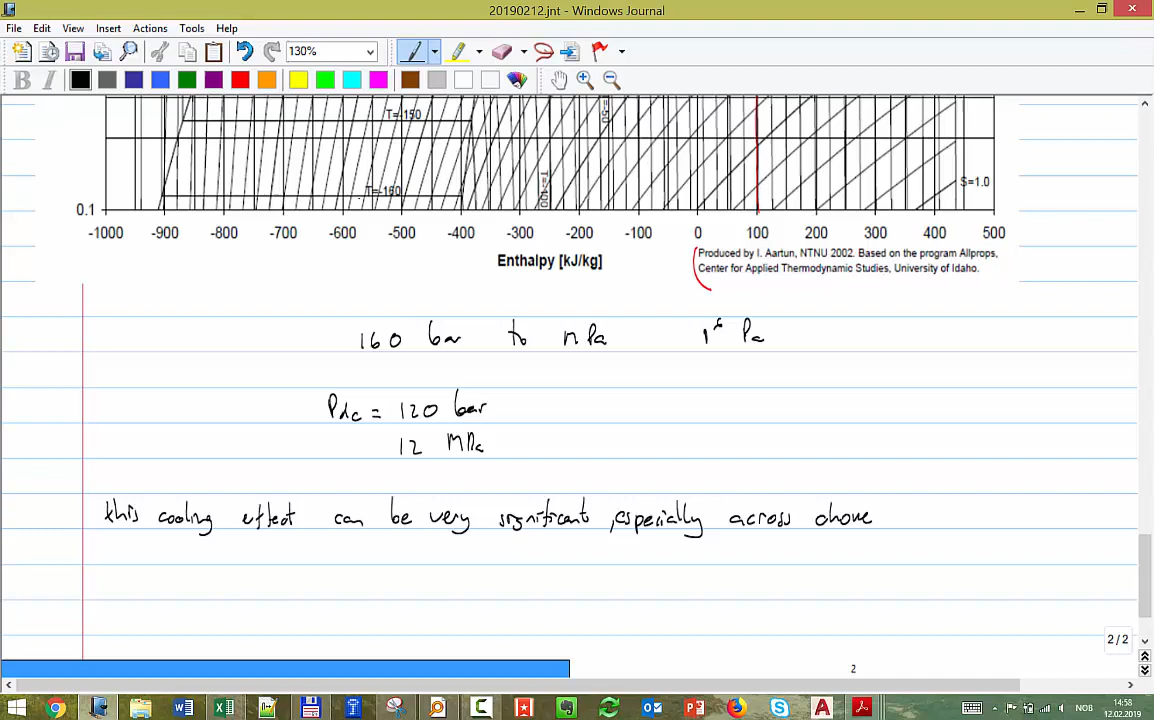 20190212.jnt - Windows Journal
File Edit View Insert Actions Tools Help
130%
T=-150
T=-50
T=-160
T=-100
S=1.0
0.1
-1000 -900 -800 -700 -600 -500 -400 -300 -200 -100 0 100 200 300 400 500
Enthalpy [kJ/kg]
Produced by I. Aartun, NTNU 2002. Based on the program Allprops,
Center for Applied Thermodynamic Studies, University of Idaho.
160 bar to MPa Pa
Pdc = 120 bar
12 MPa
this cooling effect can be very significant, especially across
2/2
2
NOB
14:58
12.02.2019